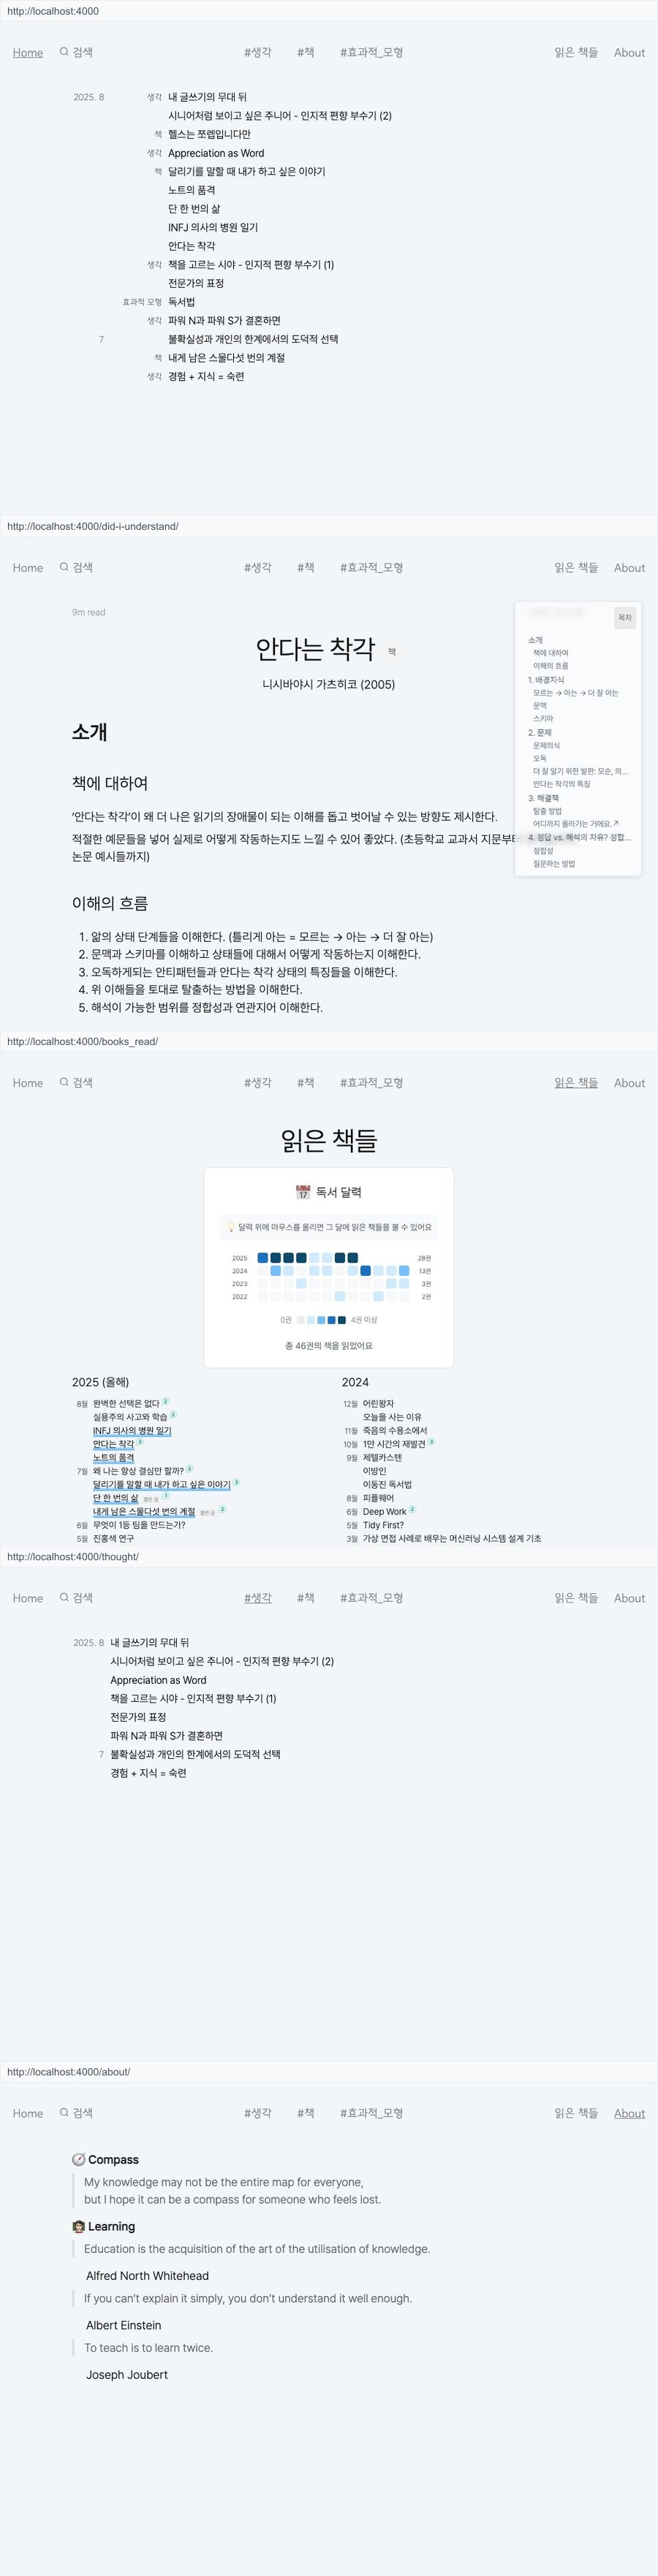 http://localhost:4000
Home 검색 #생각 #책 #효과적_모형 읽은 책들 About
2025. 8 생각 내 글쓰기의 무대 뒤
시니어처럼 보이고 싶은 주니어 - 인지적 편향 부수기 (2)
책 헬스는 쪼렙입니다만
생각 Appreciation as Word
책 달리기를 말할 때 내가 하고 싶은 이야기
노트의 품격
단 한 번의 삶
INFJ 의사의 병원 일기
안다는 착각
생각 책을 고르는 시야 - 인지적 편향 부수기 (1)
전문가의 표정
효과적 모형 독서법
생각 파워 N과 파워 S가 결혼하면
7 불확실성과 개인의 한계에서의 도덕적 선택
책 내게 남은 스물다섯 번의 계절
생각 경험 + 지식 = 숙련
http://localhost:4000/did-i-understand/
Home 검색 #생각 #책 #효과적_모형 읽은 책들 About
9m read
안다는 착각 책
니시바야시 가츠히코 (2005)
소개
책에 대하여
‘안다는 착각’이 왜 더 나은 읽기의 장애물이 되는 이해를 돕고 벗어날 수 있는 방향도 제시한다.
적절한 예문들을 넣어 실제로 어떻게 작동하는지도 느낄 수 있어 좋았다. (초등학교 교과서 지문부터
논문 예시들까지)
이해의 흐름
1. 앎의 상태 단계들을 이해한다. (틀리게 아는 = 모르는 → 아는 → 더 잘 아는)
2. 문맥과 스키마를 이해하고 상태들에 대해서 어떻게 작동하는지 이해한다.
3. 오독하게되는 안티패턴들과 안다는 착각 상태의 특징들을 이해한다.
4. 위 이해들을 토대로 탈출하는 방법을 이해한다.
5. 해석이 가능한 범위를 정합성과 연관지어 이해한다.
목차
소개
책에 대하여
이해의 흐름
1. 배경지식
모르는 → 아는 → 더 잘 아는
문맥
스키마
2. 문제
문제의식
오독
더 잘 알기 위한 발판: 모순, 의...
안다는 착각의 특징
3. 해결책
탈출 방법
어디까지 올라가는 거에요.↗
4. 정답 vs. 해석의 자유? 정합...
정합성
질문하는 방법
http://localhost:4000/books_read/
Home 검색 #생각 #책 #효과적_모형 읽은 책들 About
읽은 책들
📅 독서 달력
💡 달력 위에 마우스를 올리면 그 달에 읽은 책들을 볼 수 있어요
2025 28권
2024 13권
2023 3권
2022 2권
0권 4권 이상
총 46권의 책을 읽었어요
2025 (올해)
8월 완벽한 선택은 없다 2
실용주의 사고와 학습 2
INFJ 의사의 병원 일기
안다는 착각
노트의 품격
7월 왜 나는 항상 결심만 할까?
달리기를 말할 때 내가 하고 싶은 이야기
단 한 번의 삶 짧은 글 1
내게 남은 스물다섯 번의 계절 짧은 글 2
6월 무엇이 1등 팀을 만드는가?
5월 진홍색 연구
2024
12월 어린왕자
오늘을 사는 이유
11월 죽음의 수용소에서
10월 1만 시간의 재발견
9월 제텔카스텐
이방인
이동진 독서법
8월 피플웨어
6월 Deep Work 2
5월 Tidy First?
3월 가상 면접 사례로 배우는 머신러닝 시스템 설계 기초
http://localhost:4000/thought/
Home 검색 #생각 #책 #효과적_모형 읽은 책들 About
2025. 8 내 글쓰기의 무대 뒤
시니어처럼 보이고 싶은 주니어 - 인지적 편향 부수기 (2)
Appreciation as Word
책을 고르는 시야 - 인지적 편향 부수기 (1)
전문가의 표정
파워 N과 파워 S가 결혼하면
7 불확실성과 개인의 한계에서의 도덕적 선택
경험 + 지식 = 숙련
http://localhost:4000/about/
Home 검색 #생각 #책 #효과적_모형 읽은 책들 About
🧭 Compass
My knowledge may not be the entire map for everyone,
but I hope it can be a compass for someone who feels lost.
Learning
Education is the acquisition of the art of the utilisation of knowledge.
Alfred North Whitehead
If you can’t explain it simply, you don’t understand it well enough.
Albert Einstein
To teach is to learn twice.
Joseph Joubert